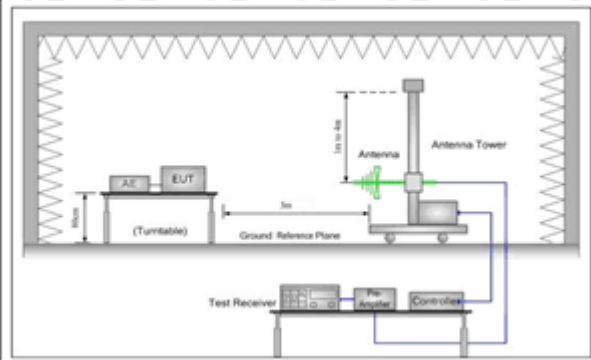 1m to 4m
Antenna
Antenna Tower
AE
EUT
80cm
(Turntable)
3m
Ground Reference Plane
Test Receiver
Pre-
Amplifier
Controller